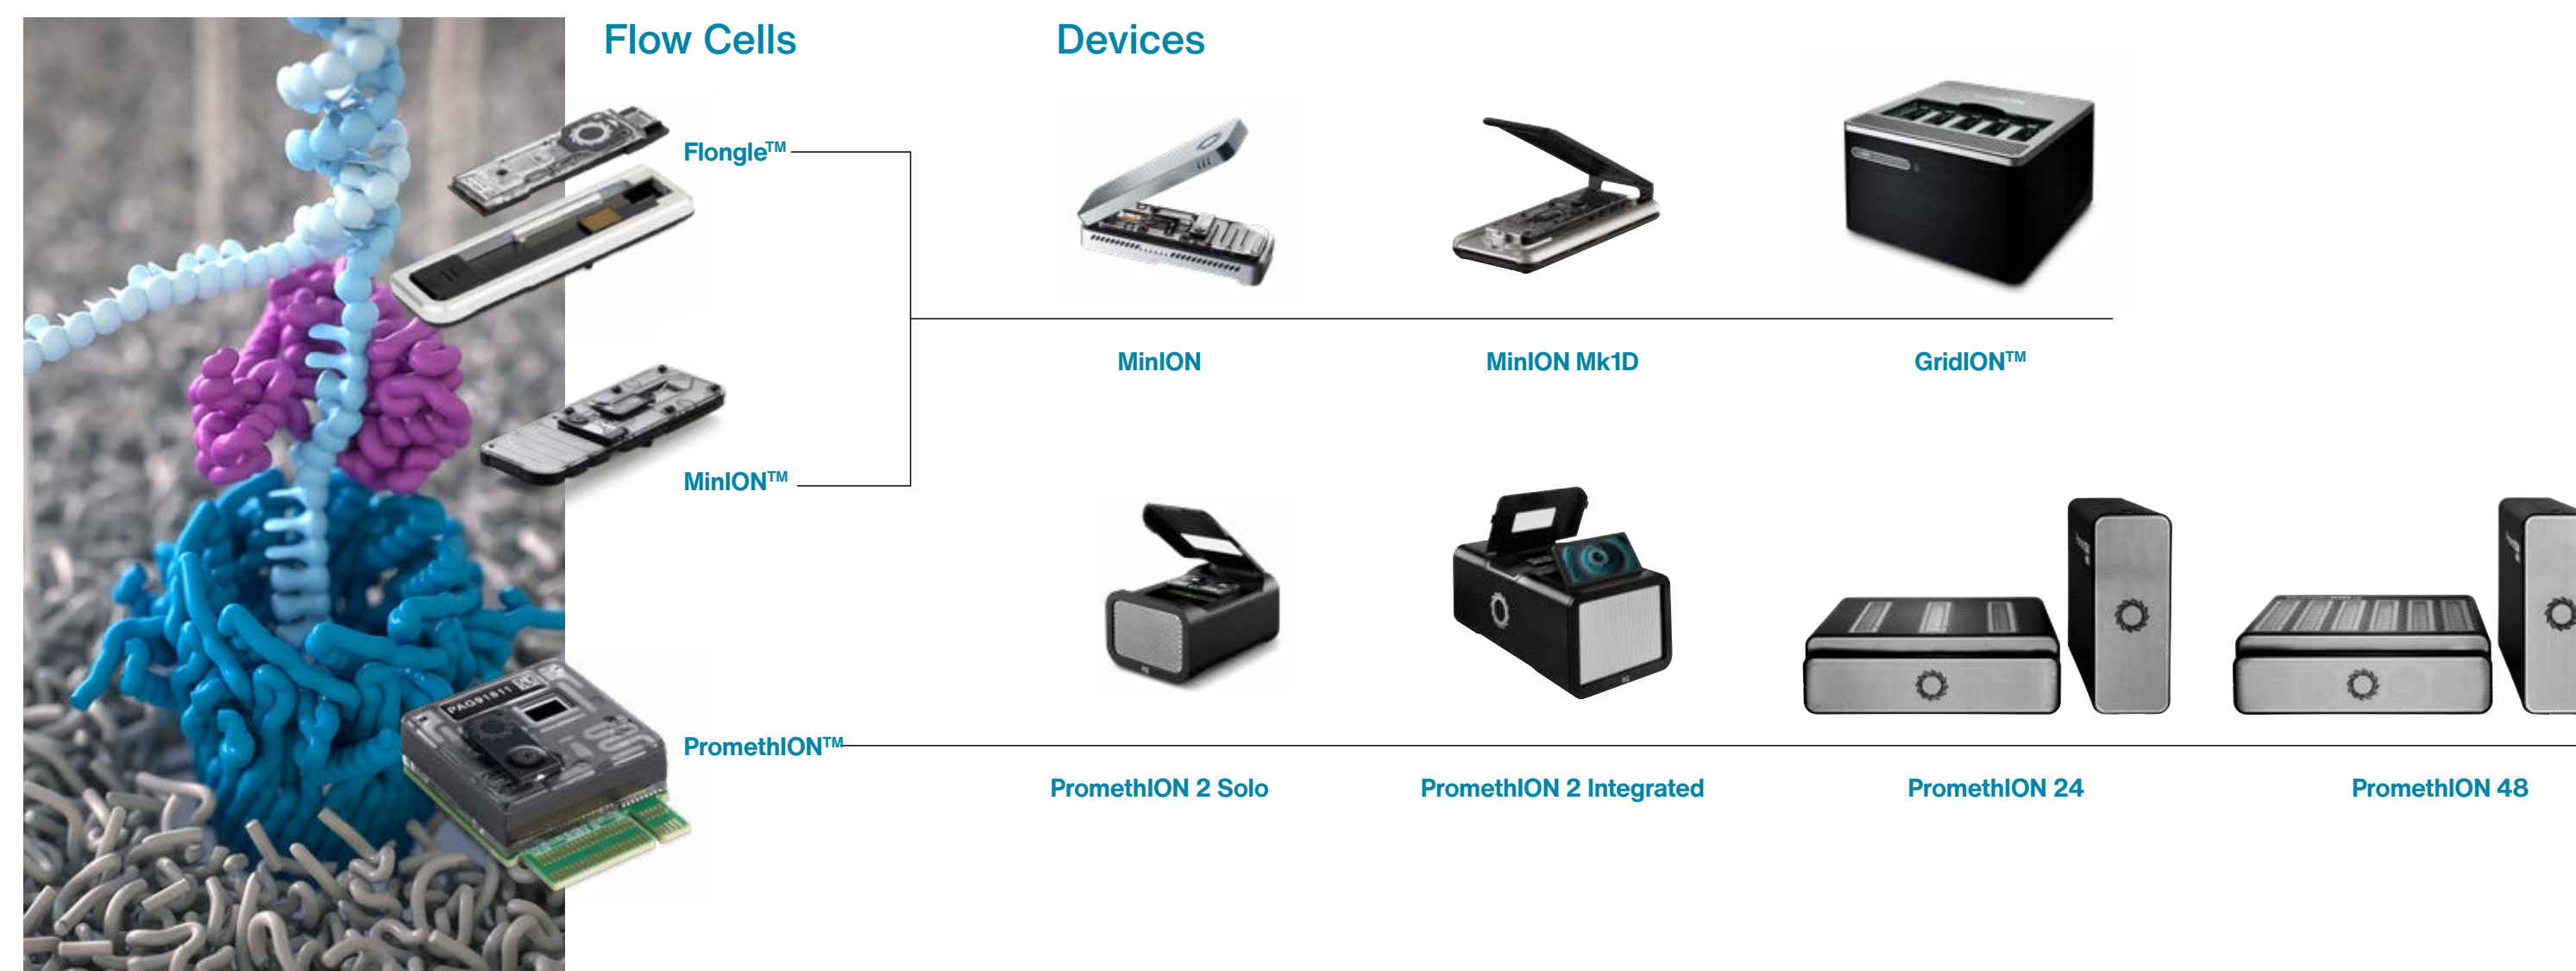 Flow Cells
Devices
Flongle™
MinION™
MinION
MinION Mk1D
GridION™
PAG91811
PromethION™
PromethION 2 Solo
PromethION 2 Integrated
PromethION 24
PromethION 48